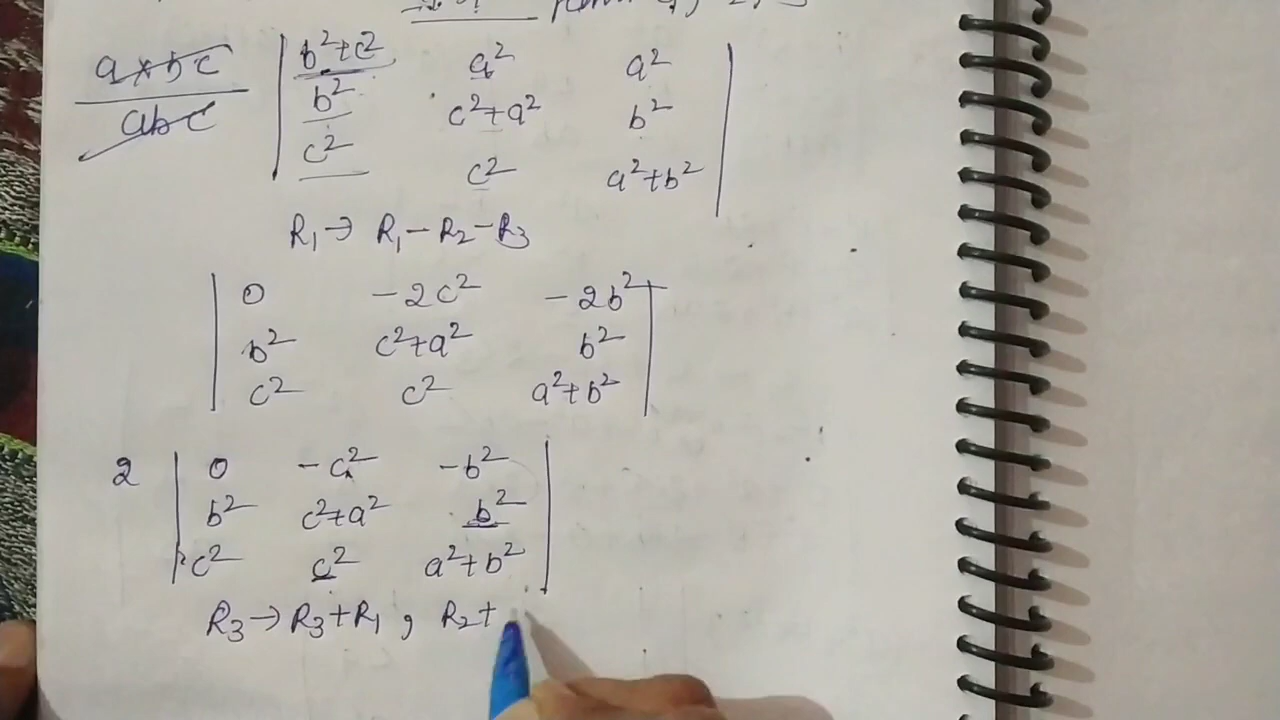 a×bc / abc | b²+c² a² a² |
| b² c²+a² b² |
| c² c² a²+b² |
R₁→ R₁-R₂-R₃
| 0 -2c² -2b² |
| b² c²+a² b² |
| c² c² a²+b² |
2 | 0 -c² -b² |
| b² c²+a² b² |
| c² c² a²+b² |
R₃→R₃+R₁ , R₂+